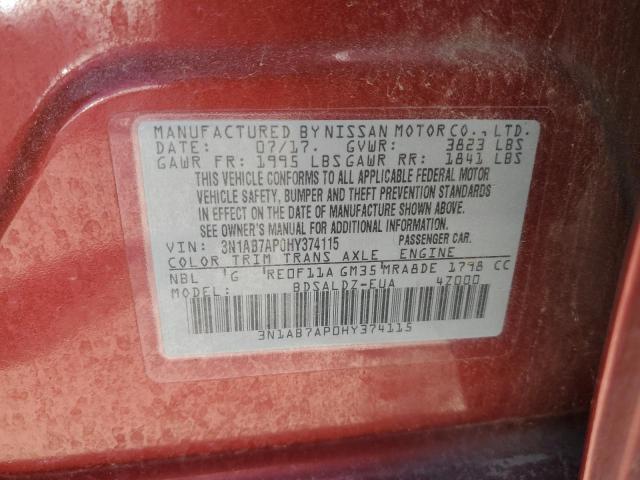 MANUFACTURED BY NISSAN MOTOR CO., LTD.
DATE: 07/17. GVWR: 3823 LBS
GAWR FR: 1995 LBS GAWR RR: 1841 LBS
THIS VEHICLE CONFORMS TO ALL APPLICABLE FEDERAL MOTOR
VEHICLE SAFETY, BUMPER AND THEFT PREVENTION STANDARDS
IN EFFECT ON THE DATE OF MANUFACTURE SHOWN ABOVE.
SEE OWNER'S MANUAL FOR ADDITIONAL INFORMATION.
VIN: 3N1AB7AP0HY374115 PASSENGER CAR.
COLOR TRIM TRANS AXLE ENGINE
NBL G RE0F11A GM35 MRA8DE 1798 CC
MODEL: BDSALDZ-EUA 4Z000
3N1AB7AP0HY374115